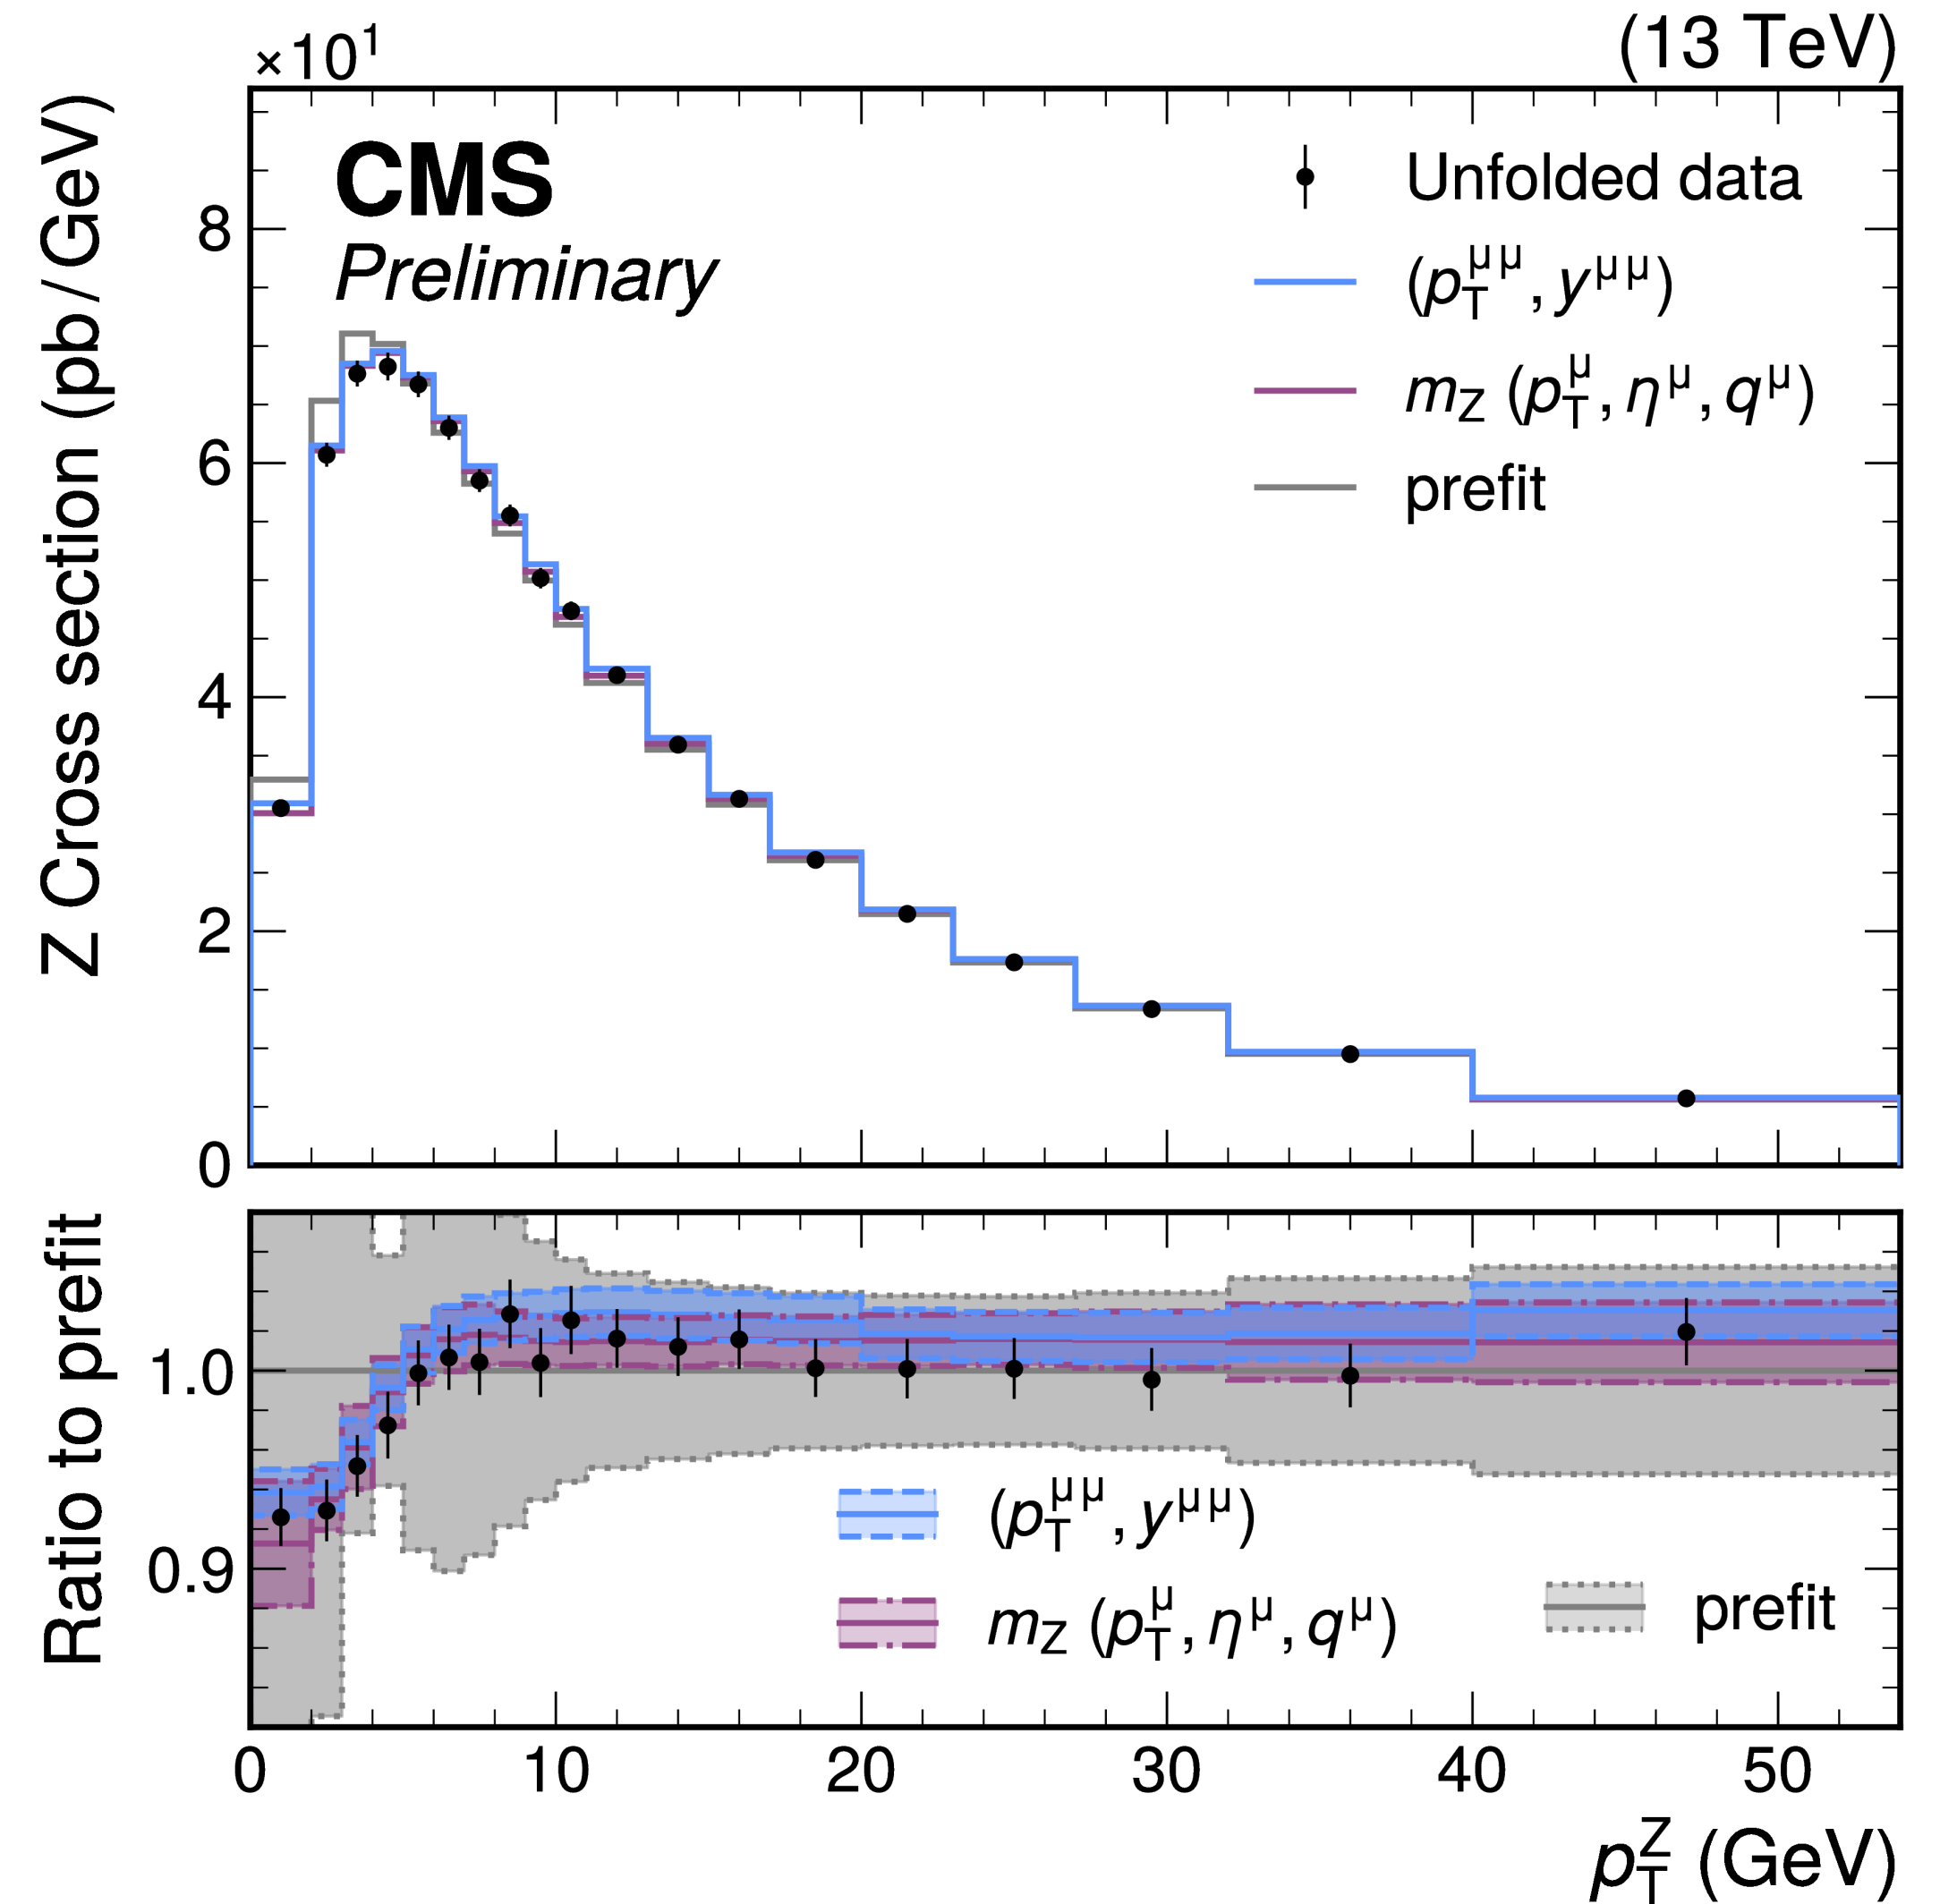 ×10¹ (13 TeV)
CMS
Preliminary
Unfolded data
(p_T^μμ, y^μμ)
m_Z (p_T^μ, η^μ, q^μ)
prefit
Z Cross section (pb/GeV)
8
6
4
2
0
Ratio to prefit
1.0
0.9
(p_T^μμ, y^μμ)
m_Z (p_T^μ, η^μ, q^μ)
prefit
0 10 20 30 40 50
p_T^Z (GeV)